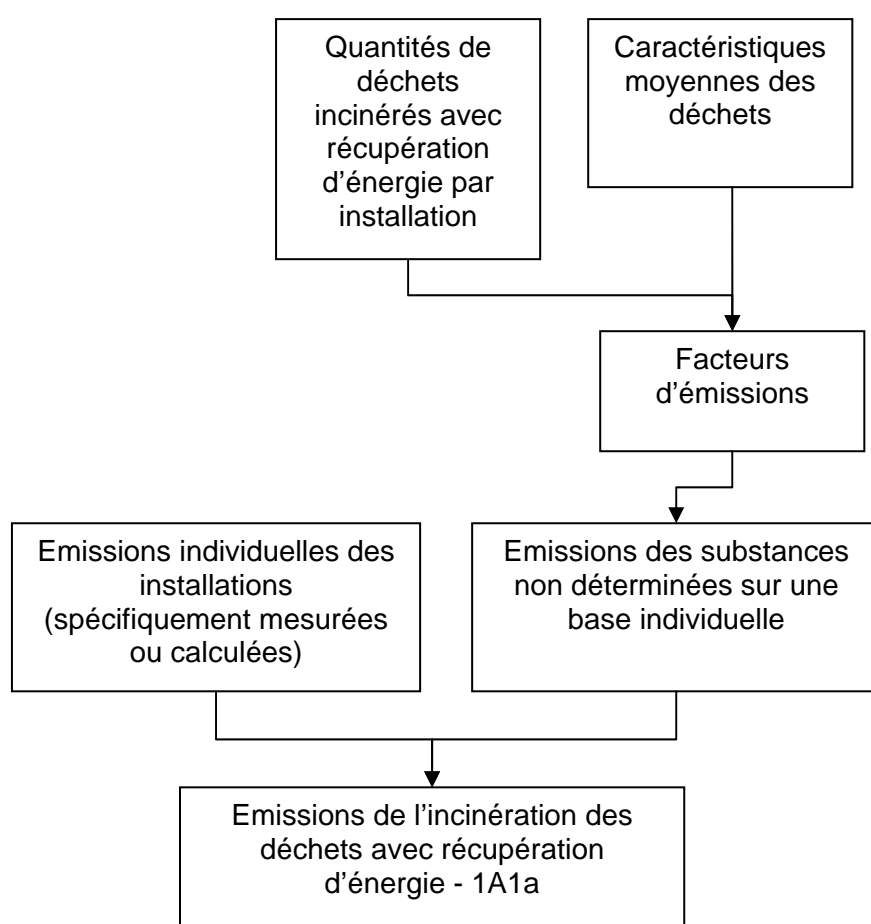 Quantités de
déchets
incinérés avec
récupération
d’énergie par
installation
Caractéristiques
moyennes des
déchets
Facteurs
d’émissions
Emissions individuelles des
installations
(spécifiquement mesurées
ou calculées)
Emissions des substances
non déterminées sur une
base individuelle
Emissions de l’incinération des
déchets avec récupération
d’énergie - 1A1a